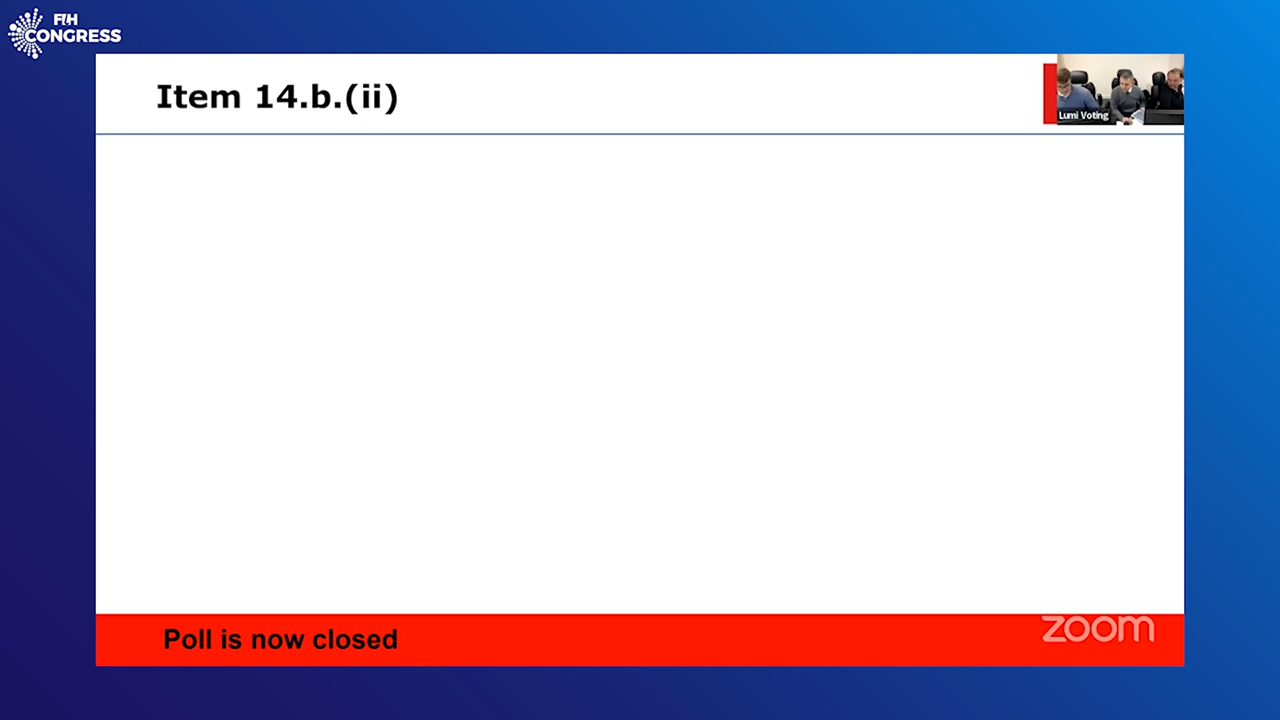 FIH
CONGRESS
Item 14.b.(ii)
Lumi Voting
Poll is now closed
zoom